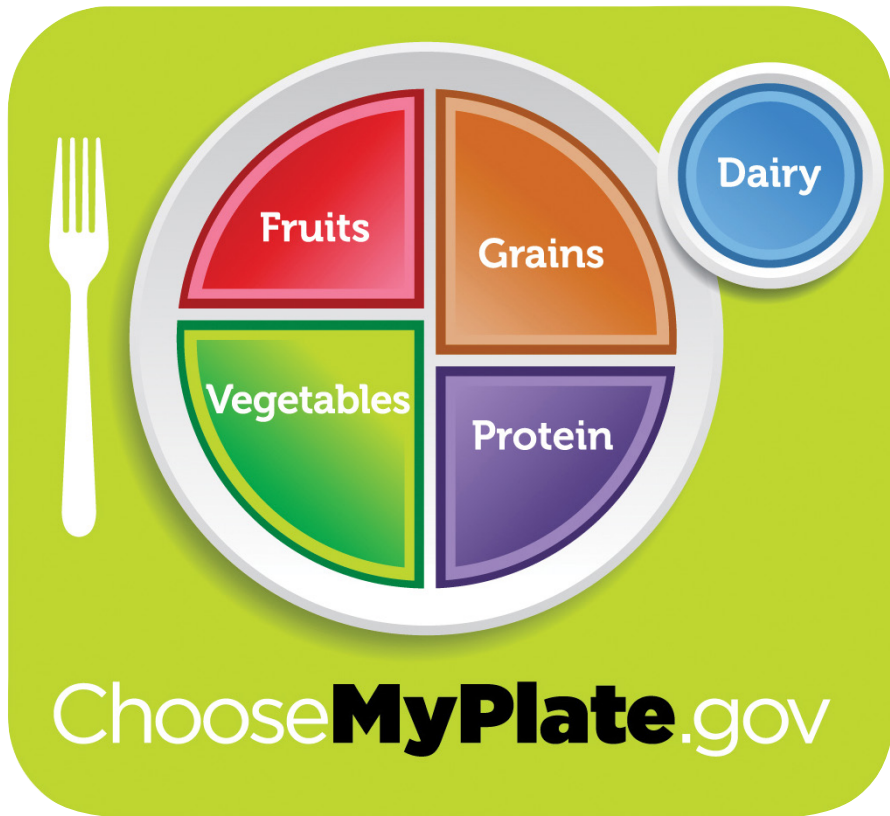 Fruits
Grains
Dairy
Vegetables
Protein
ChooseMyPlate.gov